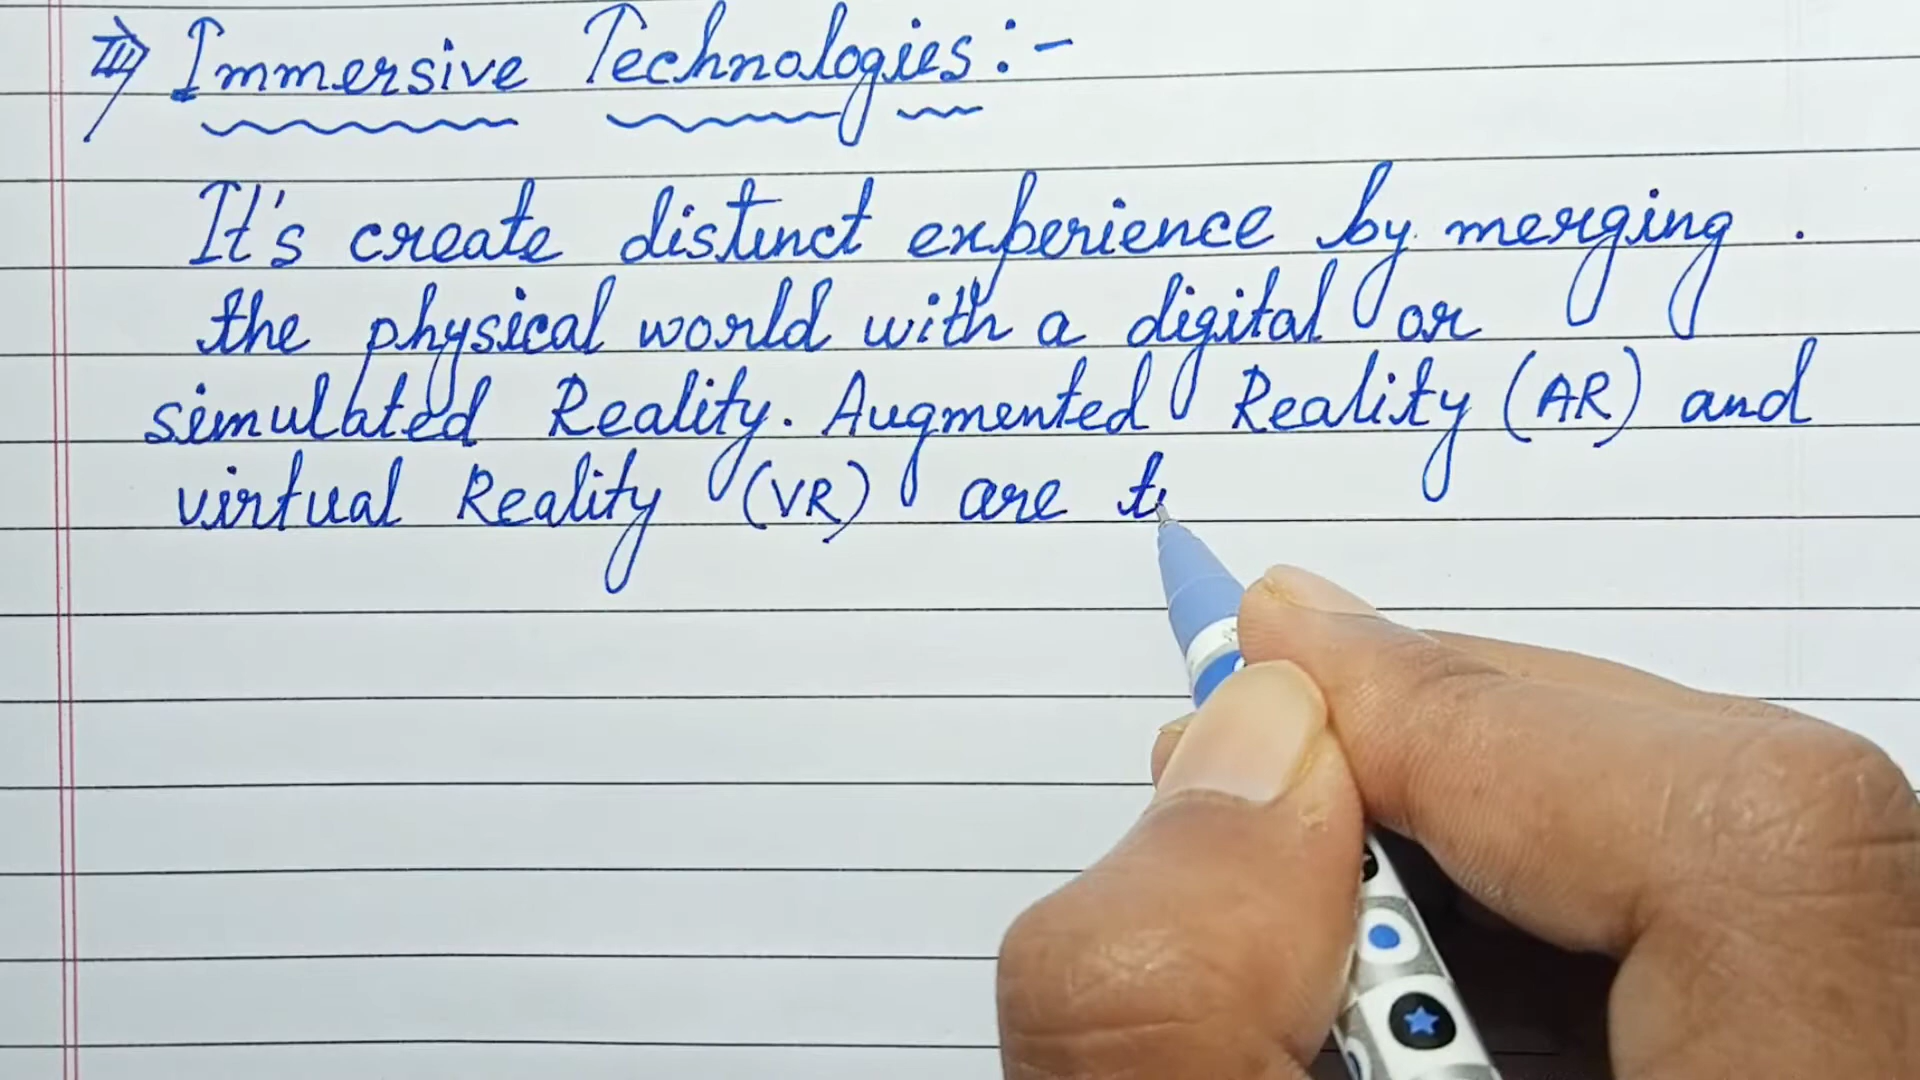 III) Immersive Technologies:-
It's create distinct experience by merging .
the physical world with a digital or
simulated Reality. Augmented Reality (AR) and
virtual Reality (VR) are